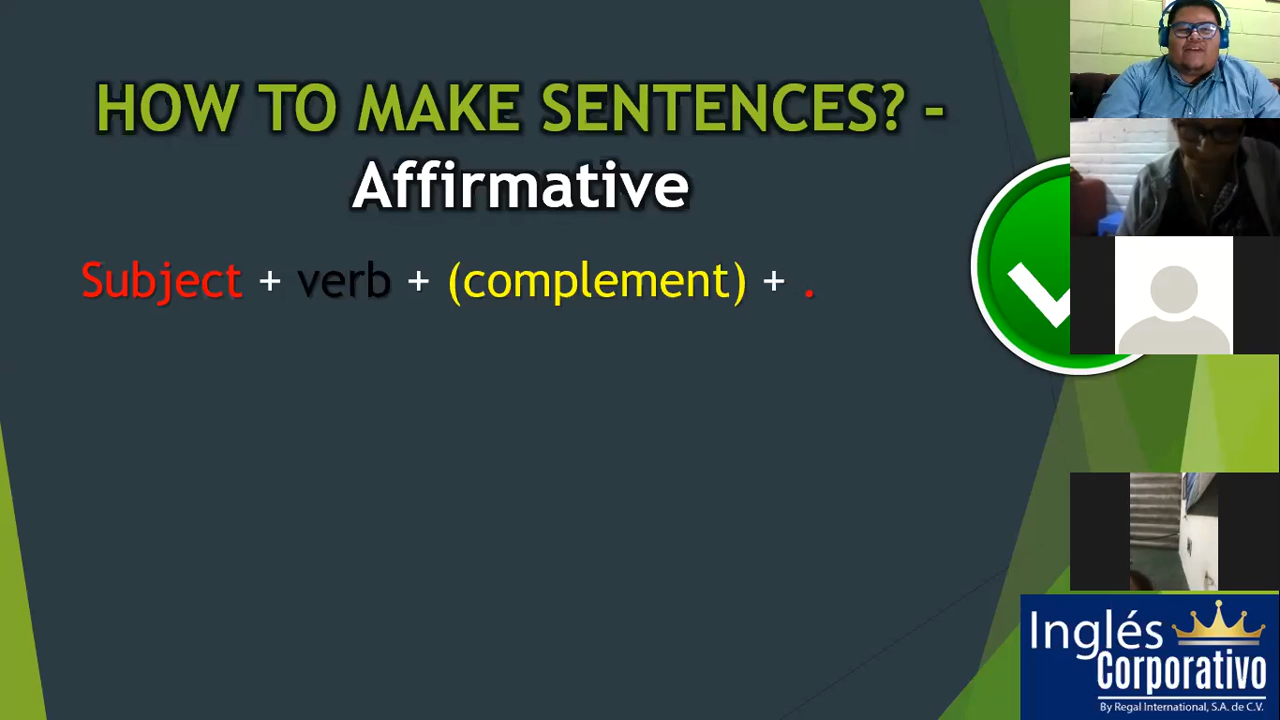 HOW TO MAKE SENTENCES? -
Affirmative
Subject + verb + (complement) + .
Inglés
Corporativo
By Regal International, S.A. de C.V.